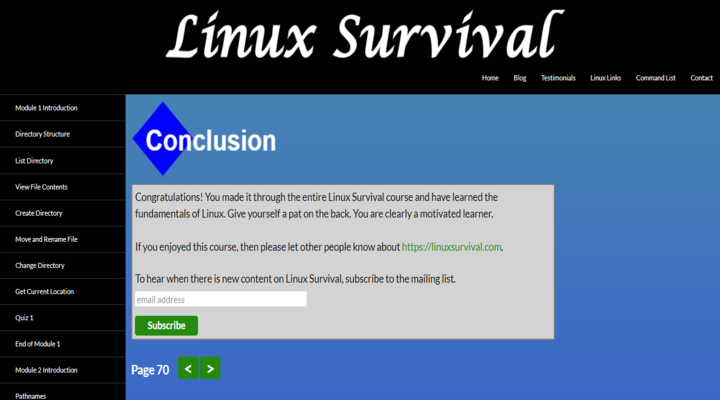 Linux Survival
Home Blog Testimonials Linux Links Command List Contact
Module 1 Introduction
Directory Structure
List Directory
View File Contents
Create Directory
Move and Rename File
Change Directory
Get Current Location
Quiz 1
End of Module 1
Module 2 Introduction
Pathnames
Conclusion
Congratulations! You made it through the entire Linux Survival course and have learned the
fundamentals of Linux. Give yourself a pat on the back. You are clearly a motivated learner.
If you enjoyed this course, then please let other people know about https://linuxsurvival.com.
To hear when there is new content on Linux Survival, subscribe to the mailing list.
email address
Subscribe
Page 70 < >